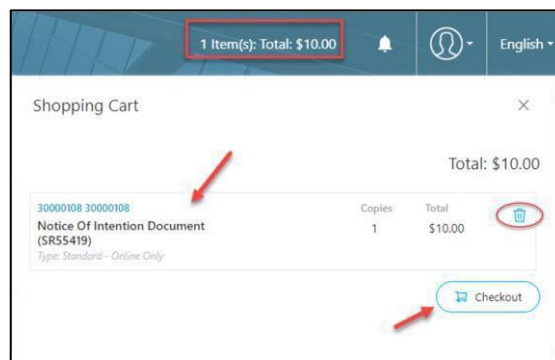 1 Item(s): Total: $10.00
English
Shopping Cart
Total: $10.00
30000108 30000108
Copies
Total
Notice Of Intention Document
1
$10.00
(SR55419)
Type: Standard - Online Only
Checkout